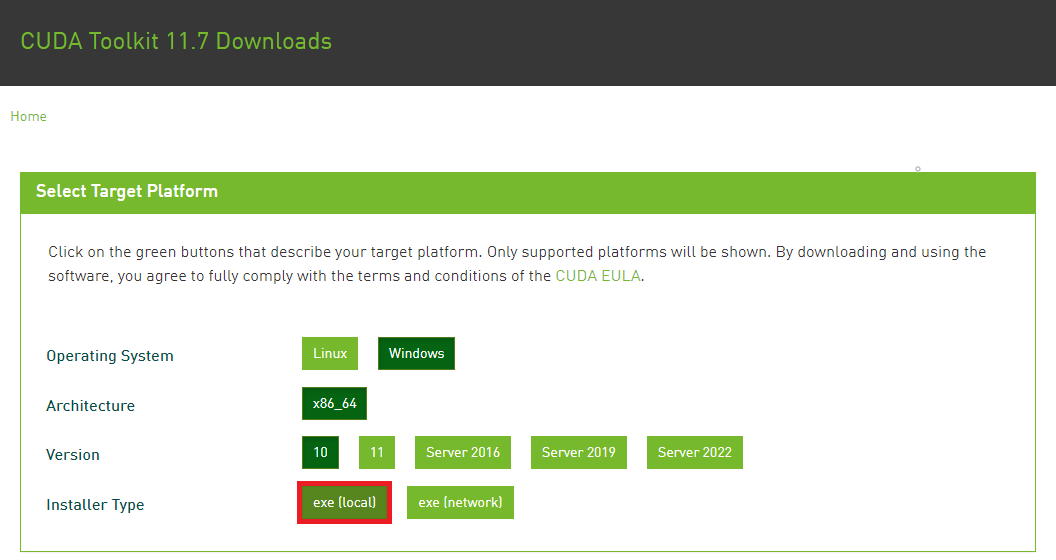 CUDA Toolkit 11.7 Downloads
Home
Select Target Platform
Click on the green buttons that describe your target platform. Only supported platforms will be shown. By downloading and using the
software, you agree to fully comply with the terms and conditions of the CUDA EULA.
Operating System Linux Windows
Architecture x86_64
Version 10 11 Server 2016 Server 2019 Server 2022
Installer Type exe (local) exe (network)